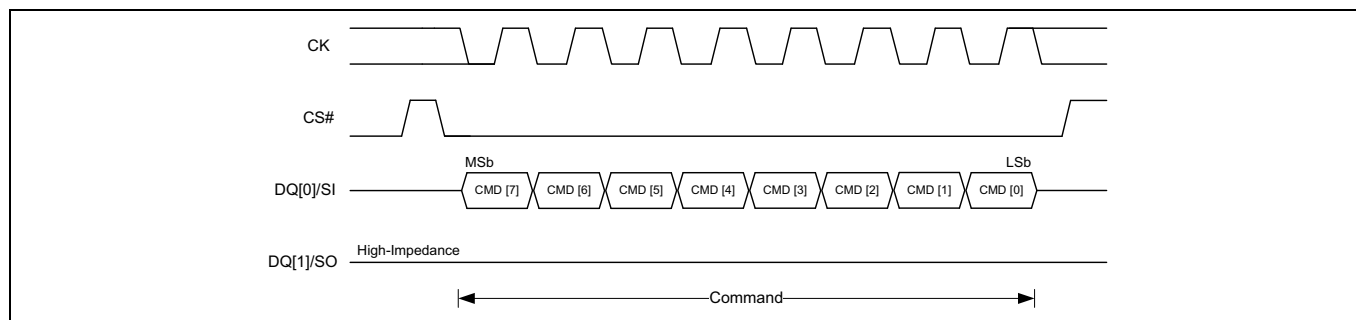 CK
CS#
MSb LSb
DQ[0]/SI CMD [7] CMD [6] CMD [5] CMD [4] CMD [3] CMD [2] CMD [1] CMD [0]
High-Impedance
DQ[1]/SO
Command